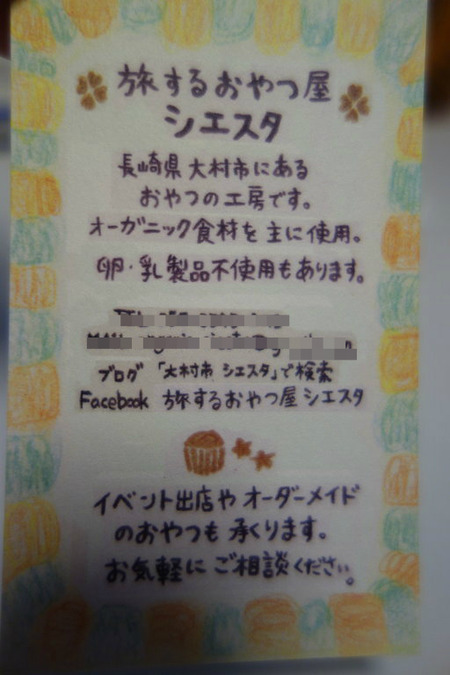 旅するおやつ屋
シエスタ
長崎県大村市にある
おやつの工房です。
オーガニック食材を主に使用。
卵・乳製品不使用もあります。
ブログ 「大村市 シエスタ」で検索
Facebook 旅するおやつ屋シエスタ
イベント出店やオーダーメイド
のおやつも承くります。
お気軽にご相談ください。